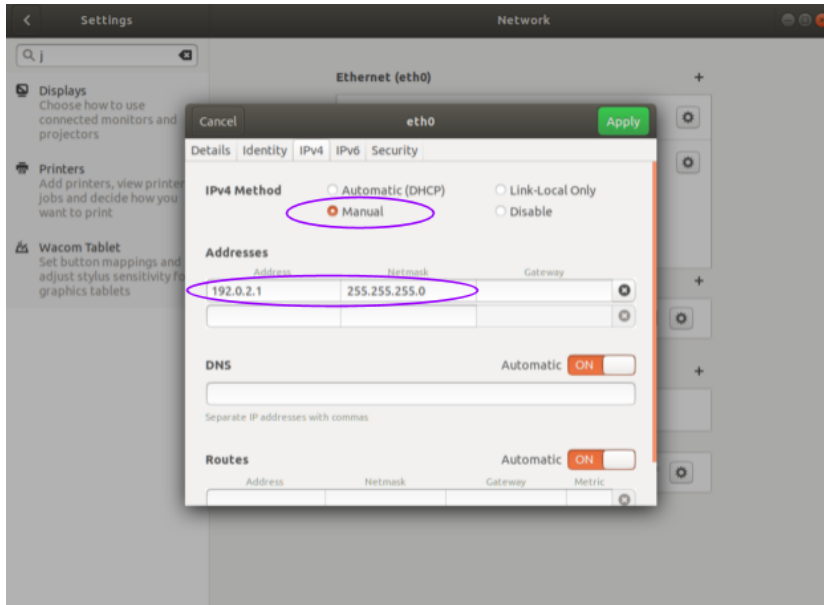 Settings
Network
j
Displays
Choose how to use
connected monitors and
projectors
Printers
Add printers, view printer
jobs and decide how you
want to print
Wacom Tablet
Set button mappings and
adjust stylus sensitivity fo
graphics tablets
Ethernet (eth0)
Cancel
eth0
Apply
Details Identity IPv4 IPv6 Security
IPv4 Method
Automatic (DHCP)
Link-Local Only
Manual
Disable
Addresses
Address Netmask Gateway
192.0.2.1 255.255.255.0
DNS
Automatic ON
Separate IP addresses with commas
Routes
Automatic ON
Address Netmask Gateway Metric